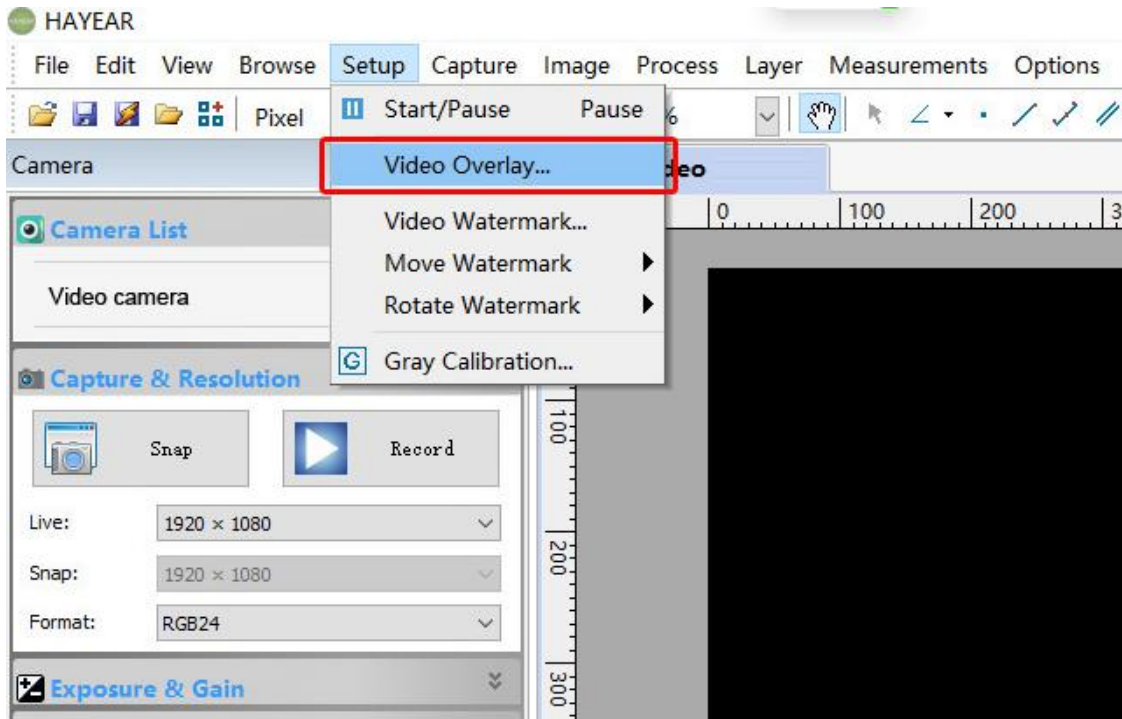 HAYEAR
File Edit View Browse Setup Capture Image Process Layer Measurements Options
Pixel
Start/Pause Pause
%
Camera
Video Overlay...
deo
0 100 200 3
Camera List
Video Watermark...
Move Watermark
Video camera
Rotate Watermark
Gray Calibration...
Capture & Resolution
100
Snap
Record
Live: 1920 × 1080
200
Snap: 1920 × 1080
Format: RGB24
300
Exposure & Gain